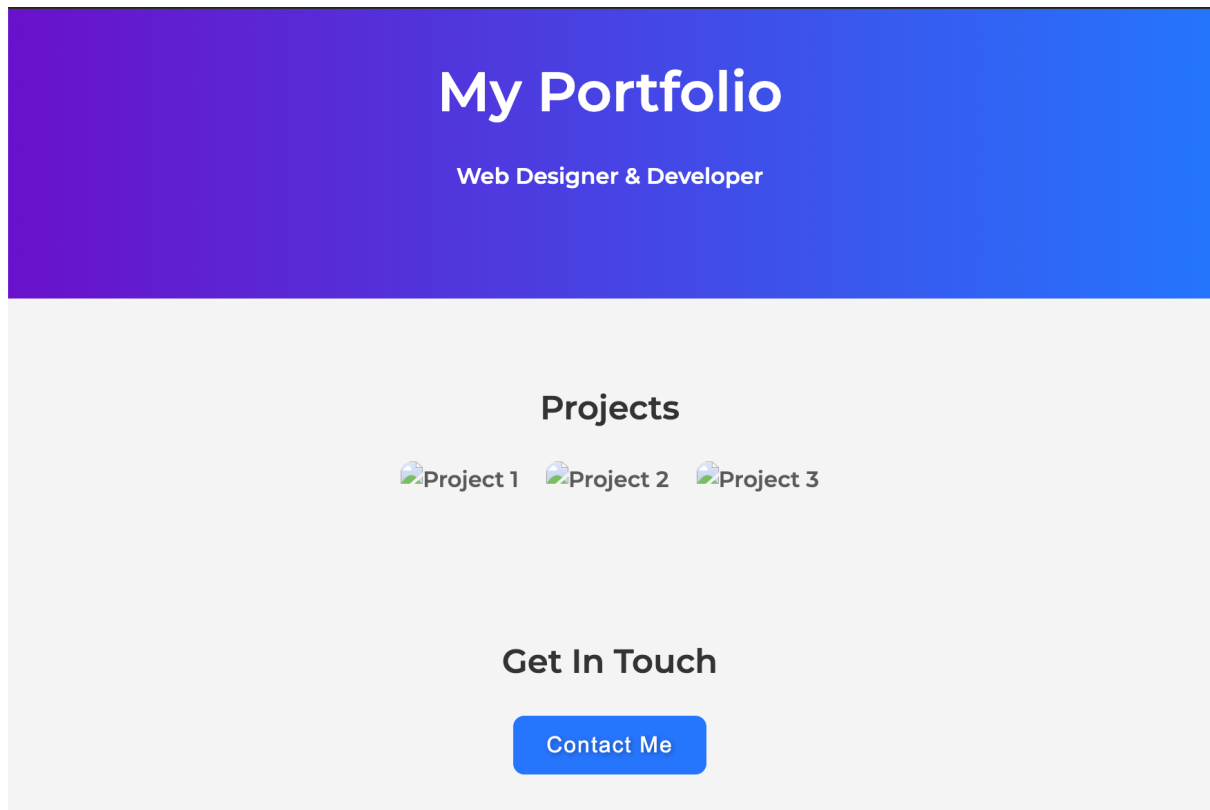 My Portfolio
Web Designer & Developer
Projects
Project 1 Project 2 Project 3
Get In Touch
Contact Me